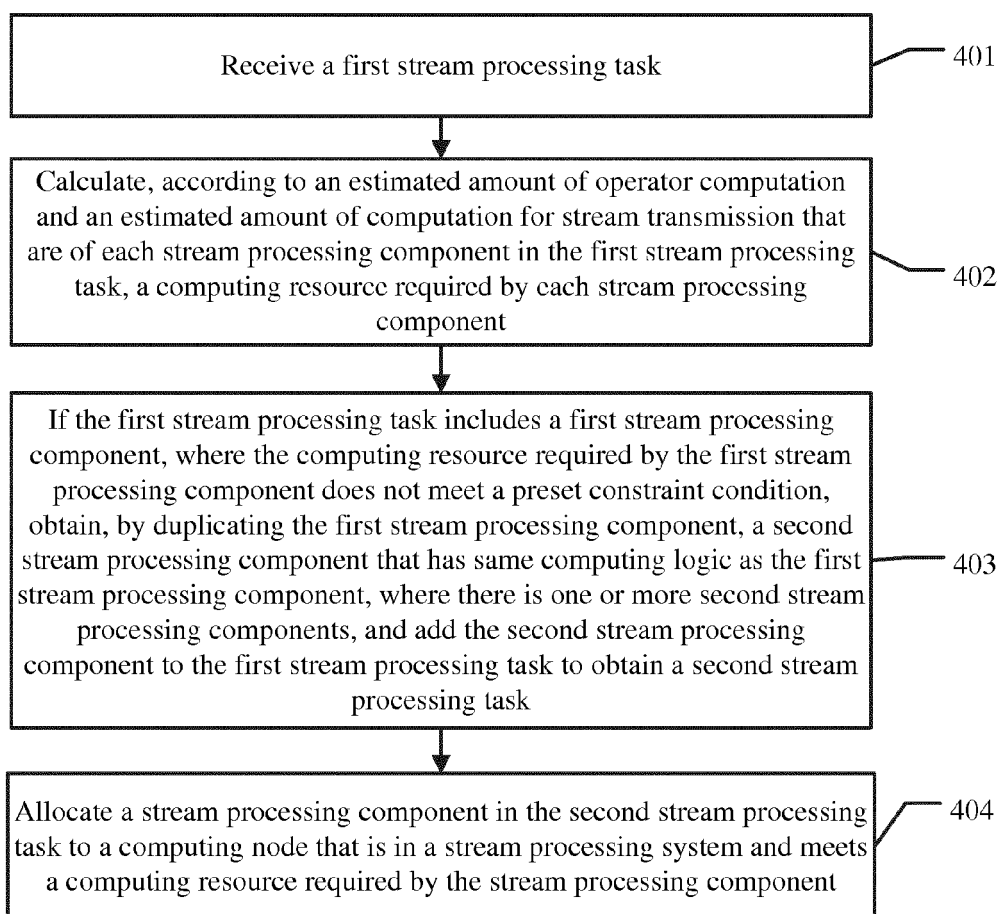 Receive a first stream processing task
401
Calculate, according to an estimated amount of operator computation
and an estimated amount of computation for stream transmission that
are of each stream processing component in the first stream processing
task, a computing resource required by each stream processing
component
402
If the first stream processing task includes a first stream processing
component, where the computing resource required by the first stream
processing component does not meet a preset constraint condition,
obtain, by duplicating the first stream processing component, a second
stream processing component that has same computing logic as the first
stream processing component, where there is one or more second stream
processing components, and add the second stream processing
component to the first stream processing task to obtain a second stream
processing task
403
Allocate a stream processing component in the second stream processing
task to a computing node that is in a stream processing system and meets
a computing resource required by the stream processing component
404